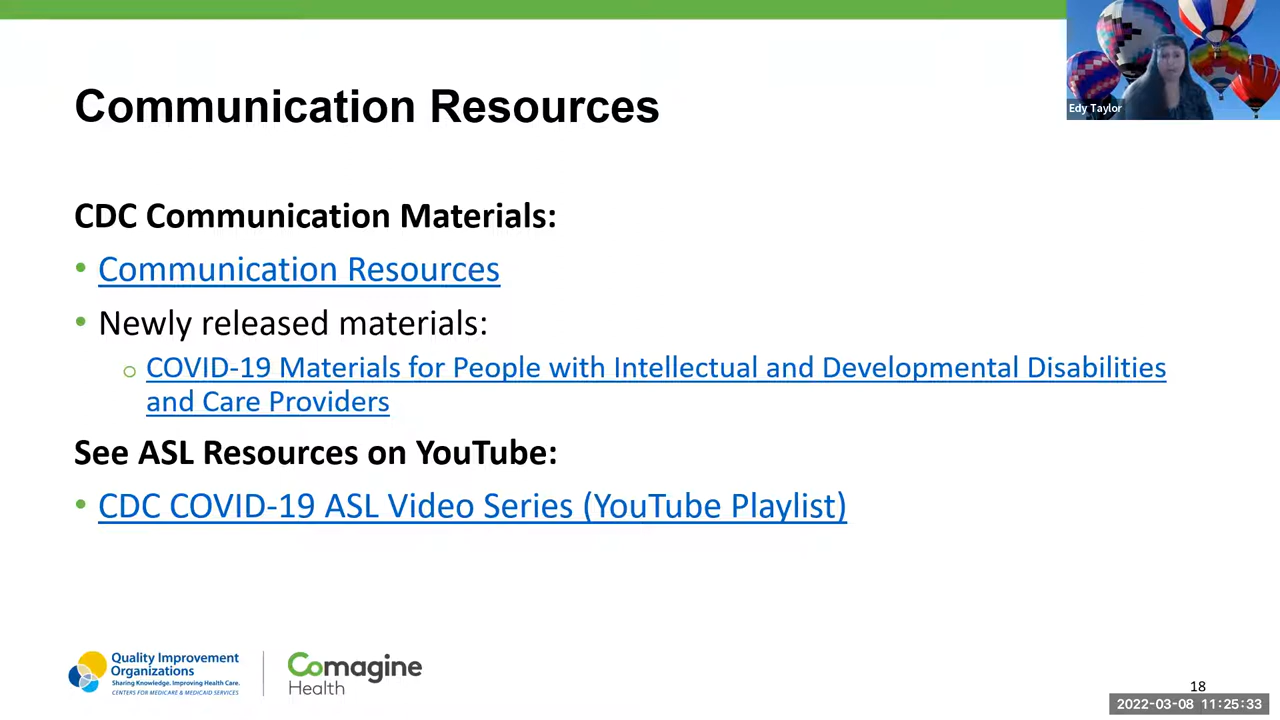 Edy Taylor
Communication Resources
CDC Communication Materials:
• Communication Resources
• Newly released materials:
o COVID-19 Materials for People with Intellectual and Developmental Disabilities
and Care Providers
See ASL Resources on YouTube:
• CDC COVID-19 ASL Video Series (YouTube Playlist)
Quality Improvement
Organizations
Sharing Knowledge. Improving Health Care.
CENTERS FOR MEDICARE & MEDICAID SERVICES
Comagine
Health
18
2022-03-08 11:25:33